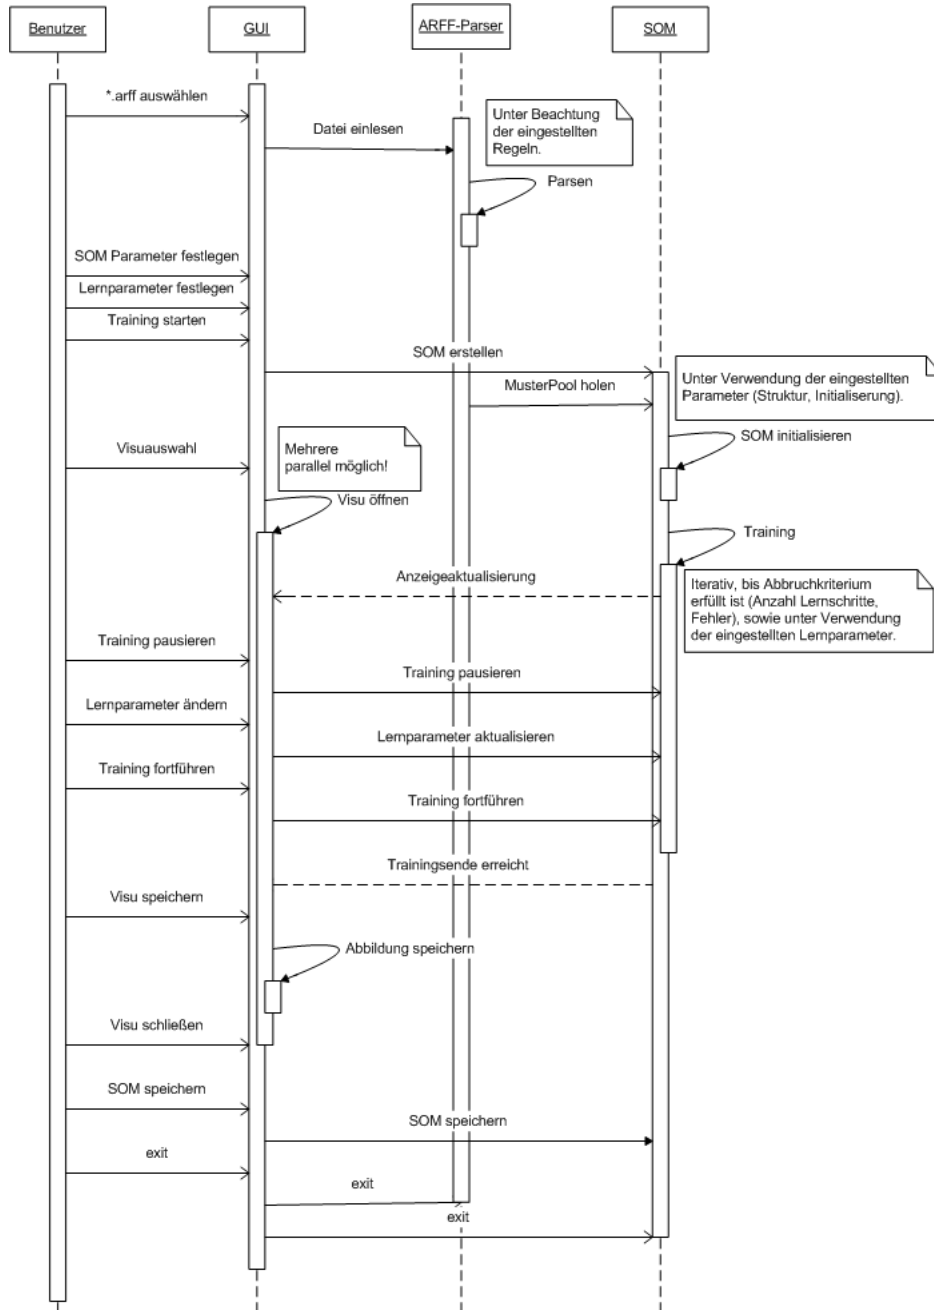 Benutzer
GUI
ARFF-Parser
SOM
*.arff auswählen
Unter Beachtung
der eingestellten
Regeln.
Datei einlesen
Parsen
SOM Parameter festlegen
Lernparameter festlegen
Training starten
SOM erstellen
Unter Verwendung der eingestellten
Parameter (Struktur, Initialiserung).
MusterPool holen
SOM initialisieren
Visuauswahl
Mehrere
parallel möglich!
Visu öffnen
Training
Anzeigeaktualisierung
Iterativ, bis Abbruchkriterium
erfüllt ist (Anzahl Lernschritte,
Fehler), sowie unter Verwendung
der eingestellten Lernparameter.
Training pausieren
Training pausieren
Lernparameter ändern
Lernparameter aktualisieren
Training fortführen
Training fortführen
Trainingsende erreicht
Visu speichern
Abbildung speichern
Visu schließen
SOM speichern
SOM speichern
exit
exit
exit